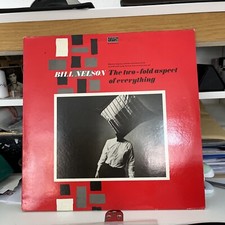 BILL NELSON
The two-fold aspect
of everything